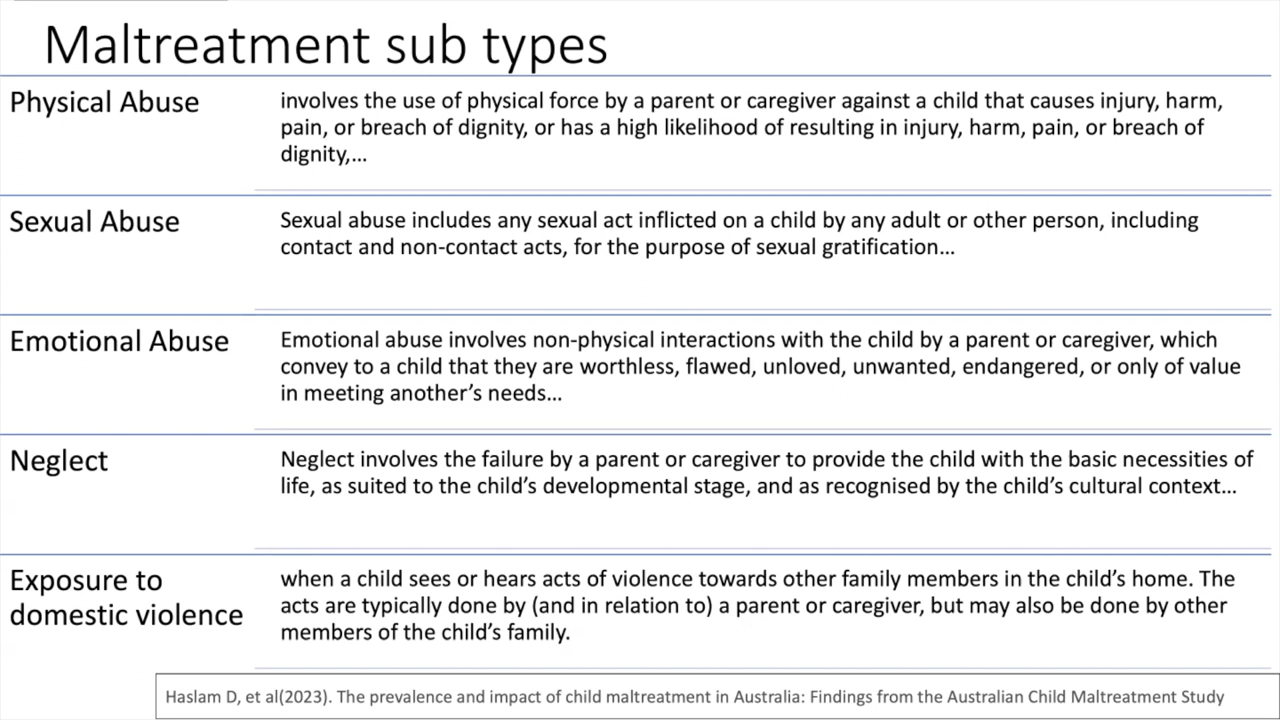 Maltreatment sub types
Physical Abuse
involves the use of physical force by a parent or caregiver against a child that causes injury, harm,
pain, or breach of dignity, or has a high likelihood of resulting in injury, harm, pain, or breach of
dignity,...
Sexual Abuse
Sexual abuse includes any sexual act inflicted on a child by any adult or other person, including
contact and non-contact acts, for the purpose of sexual gratification...
Emotional Abuse
Emotional abuse involves non-physical interactions with the child by a parent or caregiver, which
convey to a child that they are worthless, flawed, unloved, unwanted, endangered, or only of value
in meeting another's needs...
Neglect
Neglect involves the failure by a parent or caregiver to provide the child with the basic necessities of
life, as suited to the child's developmental stage, and as recognised by the child's cultural context...
Exposure to
domestic violence
when a child sees or hears acts of violence towards other family members in the child's home. The
acts are typically done by (and in relation to) a parent or caregiver, but may also be done by other
members of the child's family.
Haslam D, et al(2023). The prevalence and impact of child maltreatment in Australia: Findings from the Australian Child Maltreatment Study